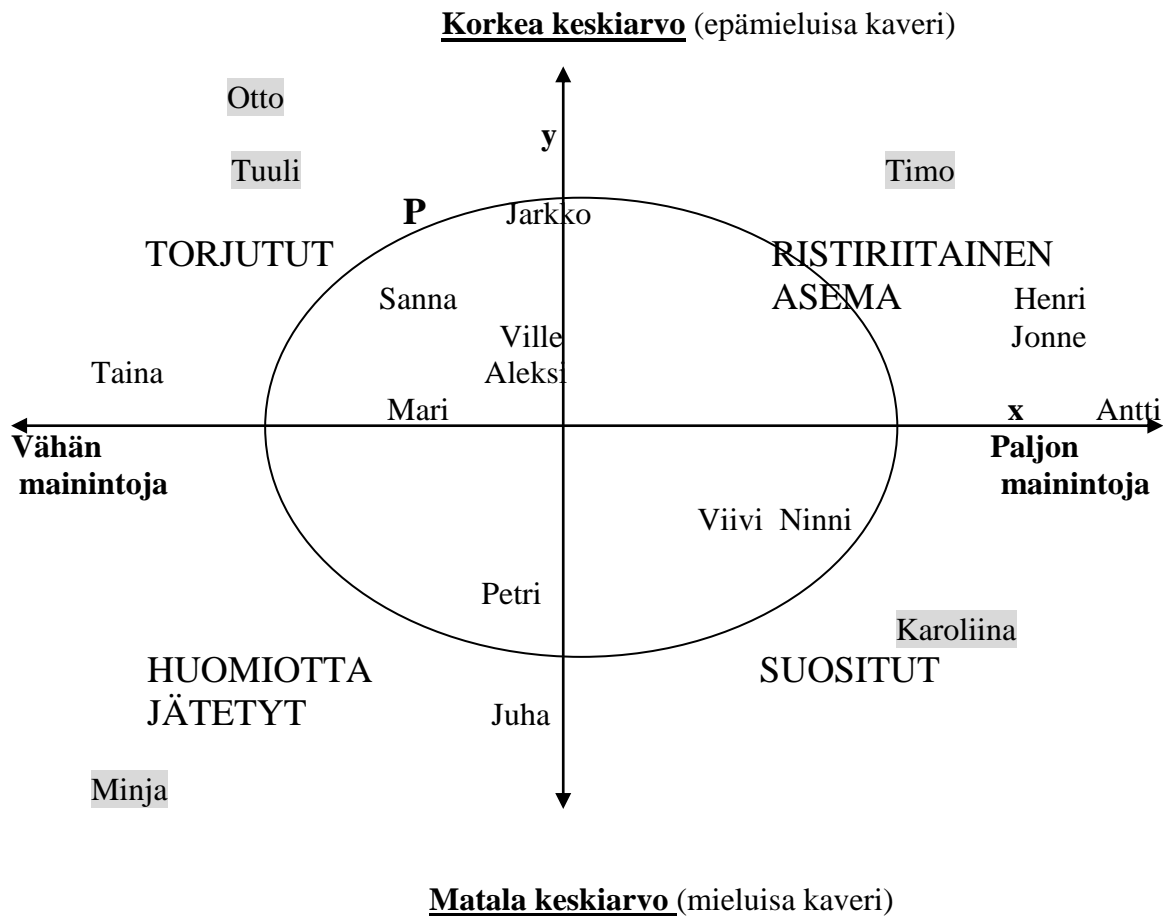 Korkea keskiarvo (epämieluisa kaveri)
Otto
y
Tuuli
Timo
P
Jarkko
TORJUTUT
RISTIRIITAINEN
ASEMA
Sanna
Henri
Ville
Jonne
Taina
Aleksi
Mari
x
Antti
Vähän
mainintoja
Paljon
mainintoja
Viivi Ninni
Petri
Karoliina
HUOMIOTTA
JÄTETYT
SUOSITUT
Juha
Minja
Matala keskiarvo (mieluisa kaveri)